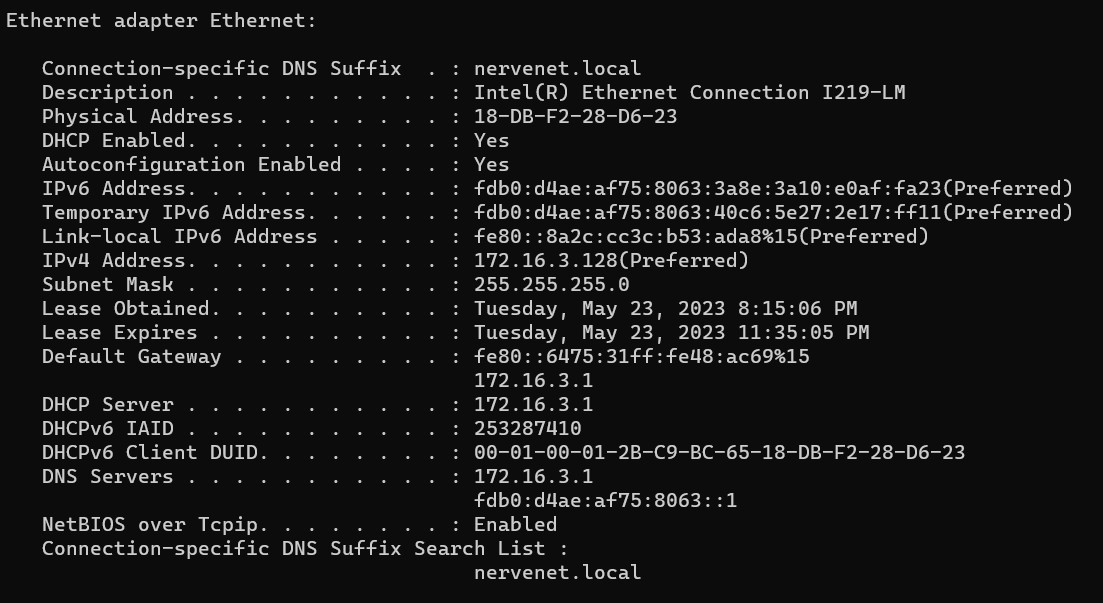 Ethernet adapter Ethernet:

   Connection-specific DNS Suffix  . : nervenet.local
   Description . . . . . . . . . . . : Intel(R) Ethernet Connection I219-LM
   Physical Address. . . . . . . . . : 18-DB-F2-28-D6-23
   DHCP Enabled. . . . . . . . . . . : Yes
   Autoconfiguration Enabled . . . . : Yes
   IPv6 Address. . . . . . . . . . . : fdb0:d4ae:af75:8063:3a8e:3a10:e0af:fa23(Preferred)
   Temporary IPv6 Address. . . . . . : fdb0:d4ae:af75:8063:40c6:5e27:2e17:ff11(Preferred)
   Link-local IPv6 Address . . . . . : fe80::8a2c:cc3c:b53:ada8%15(Preferred)
   IPv4 Address. . . . . . . . . . . : 172.16.3.128(Preferred)
   Subnet Mask . . . . . . . . . . . : 255.255.255.0
   Lease Obtained. . . . . . . . . . : Tuesday, May 23, 2023 8:15:06 PM
   Lease Expires . . . . . . . . . . : Tuesday, May 23, 2023 11:35:05 PM
   Default Gateway . . . . . . . . . : fe80::6475:31ff:fe48:ac69%15
                                       172.16.3.1
   DHCP Server . . . . . . . . . . . : 172.16.3.1
   DHCPv6 IAID . . . . . . . . . . . : 253287410
   DHCPv6 Client DUID. . . . . . . . : 00-01-00-01-2B-C9-BC-65-18-DB-F2-28-D6-23
   DNS Servers . . . . . . . . . . . : 172.16.3.1
                                       fdb0:d4ae:af75:8063::1
   NetBIOS over Tcpip. . . . . . . . : Enabled
   Connection-specific DNS Suffix Search List :
                                       nervenet.local